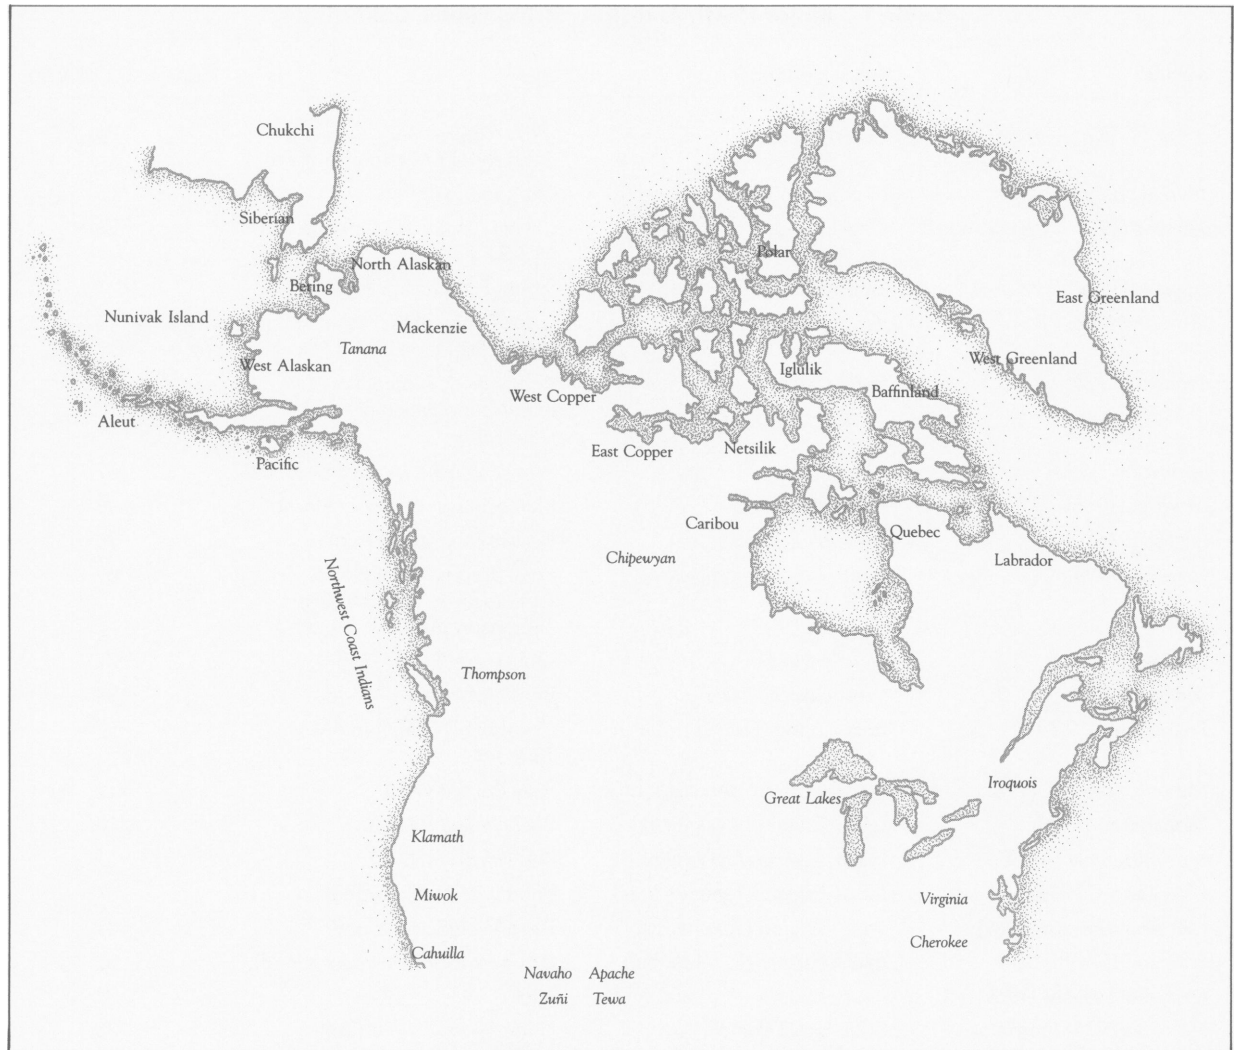 Chukchi
Siberian
Polar
North Alaskan
Bering
East Greenland
Nunivak Island
Mackenzie
Tanana
West Greenland
West Alaskan
Iglulik
Baffinland
West Copper
Aleut
East Copper
Netsilik
Pacific
Caribou
Quebec
Chipewyan
Labrador
Northwest Coast Indians
Thompson
Iroquois
Great Lakes
Klamath
Miwok
Virginia
Cherokee
Cahuilla
Navaho Apache
Zuñi Tewa